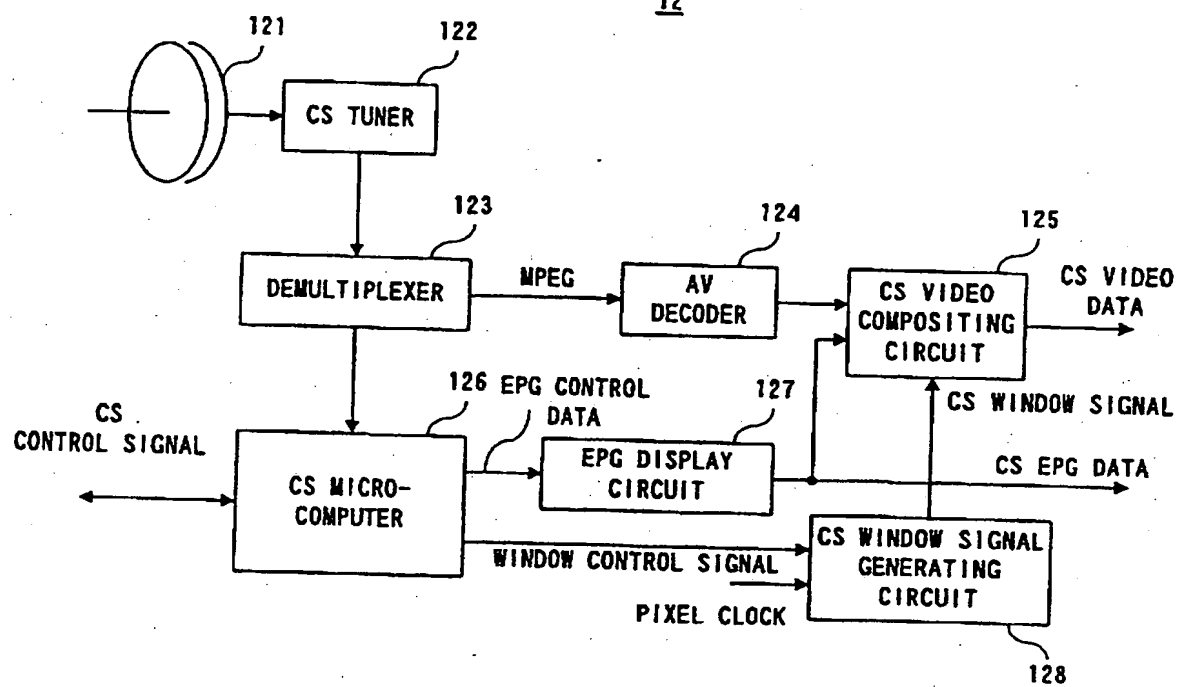 12
121
122
CS TUNER
123
124
125
DEMULTIPLEXER
MPEG
AV
DECODER
CS VIDEO
COMPOSITING
CIRCUIT
CS VIDEO
DATA
CS
CONTROL SIGNAL
126
EPG CONTROL
DATA
127
CS WINDOW SIGNAL
CS MICRO-
COMPUTER
EPG DISPLAY
CIRCUIT
CS EPG DATA
WINDOW CONTROL SIGNAL
PIXEL CLOCK
CS WINDOW SIGNAL
GENERATING
CIRCUIT
128